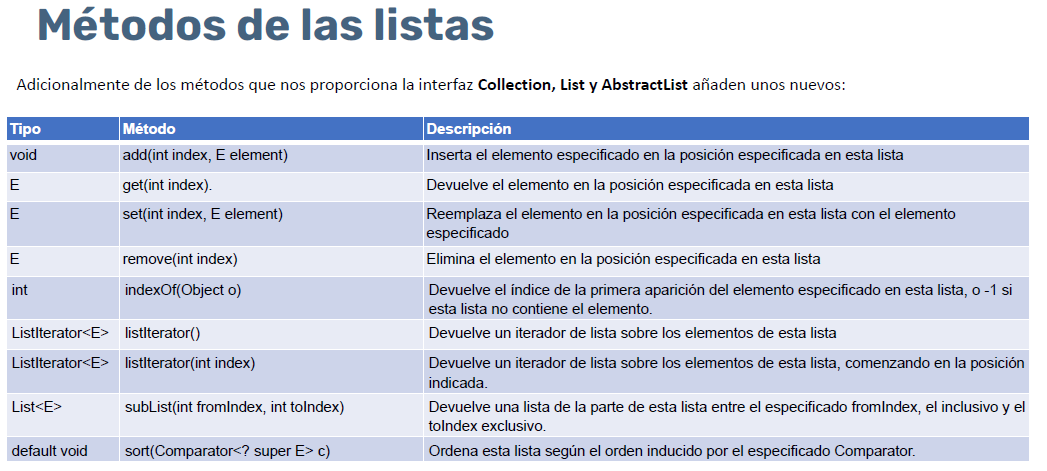 Métodos de las listas
Adicionalmente de los métodos que nos proporciona la interfaz Collection, List y AbstractList añaden unos nuevos:
Tipo Método Descripción
void add(int index, E element) Inserta el elemento especificado en la posición especificada en esta lista
E get(int index). Devuelve el elemento en la posición especificada en esta lista
E set(int index, E element) Reemplaza el elemento en la posición especificada en esta lista con el elemento
especificado
E remove(int index) Elimina el elemento en la posición especificada en esta lista
int indexOf(Object o) Devuelve el índice de la primera aparición del elemento especificado en esta lista, o -1 si
esta lista no contiene el elemento.
ListIterator<E> listIterator() Devuelve un iterador de lista sobre los elementos de esta lista
ListIterator<E> listIterator(int index) Devuelve un iterador de lista sobre los elementos de esta lista, comenzando en la posición
indicada.
List<E> subList(int fromIndex, int toIndex) Devuelve una lista de la parte de esta lista entre el especificado fromIndex, el inclusivo y el
toIndex exclusivo.
default void sort(Comparator<? super E> c) Ordena esta lista según el orden inducido por el especificado Comparator.